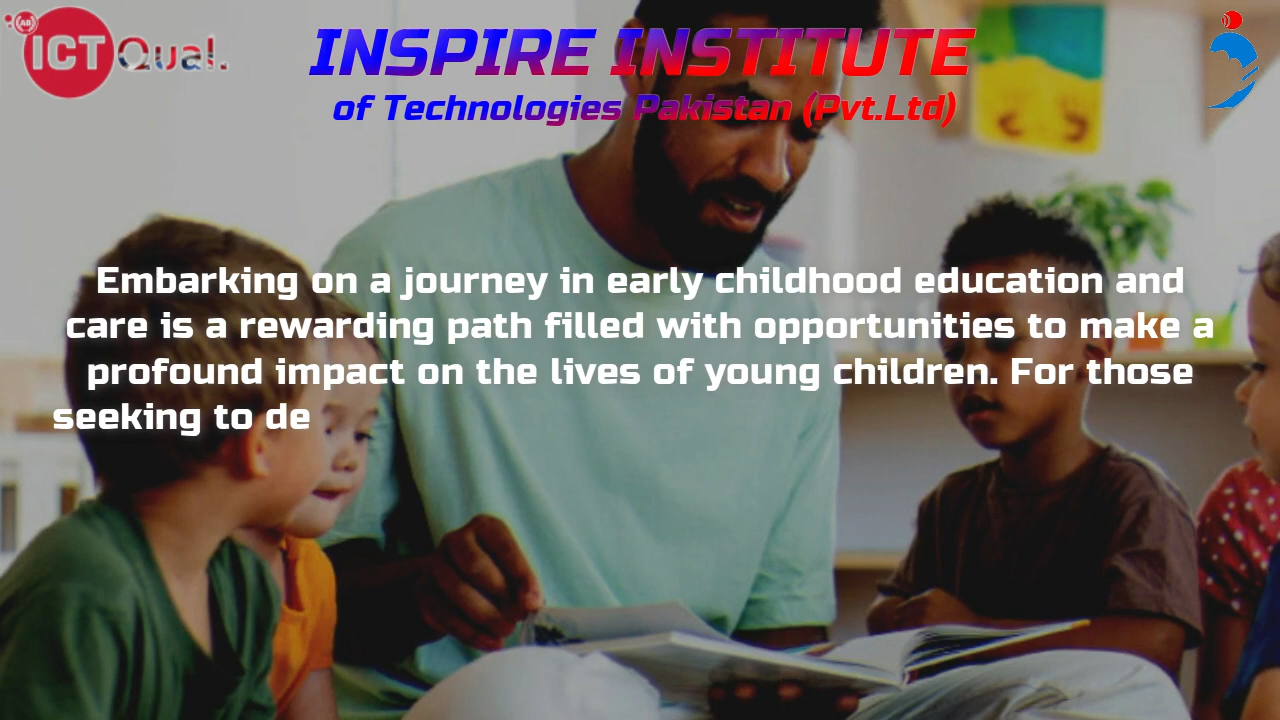 AB
ICT Qual.
INSPIRE INSTITUTE
of Technologies Pakistan (Pvt.Ltd)
Embarking on a journey in early childhood education and
care is a rewarding path filled with opportunities to make a
profound impact on the lives of young children. For those
seeking to de